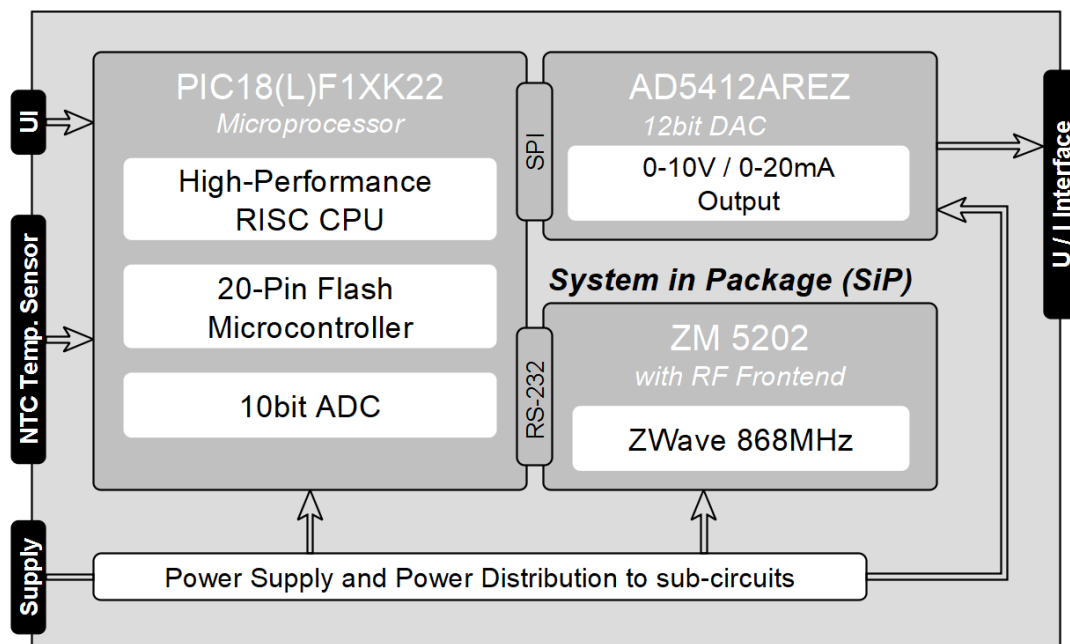 UI
NTC Temp. Sensor
Supply
PIC18(L)F1XK22
Microprocessor
High-Performance
RISC CPU
20-Pin Flash
Microcontroller
10bit ADC
SPI
RS-232
AD5412AREZ
12bit DAC
0-10V / 0-20mA
Output
System in Package (SiP)
ZM 5202
with RF Frontend
ZWave 868MHz
Power Supply and Power Distribution to sub-circuits
U / I Interface